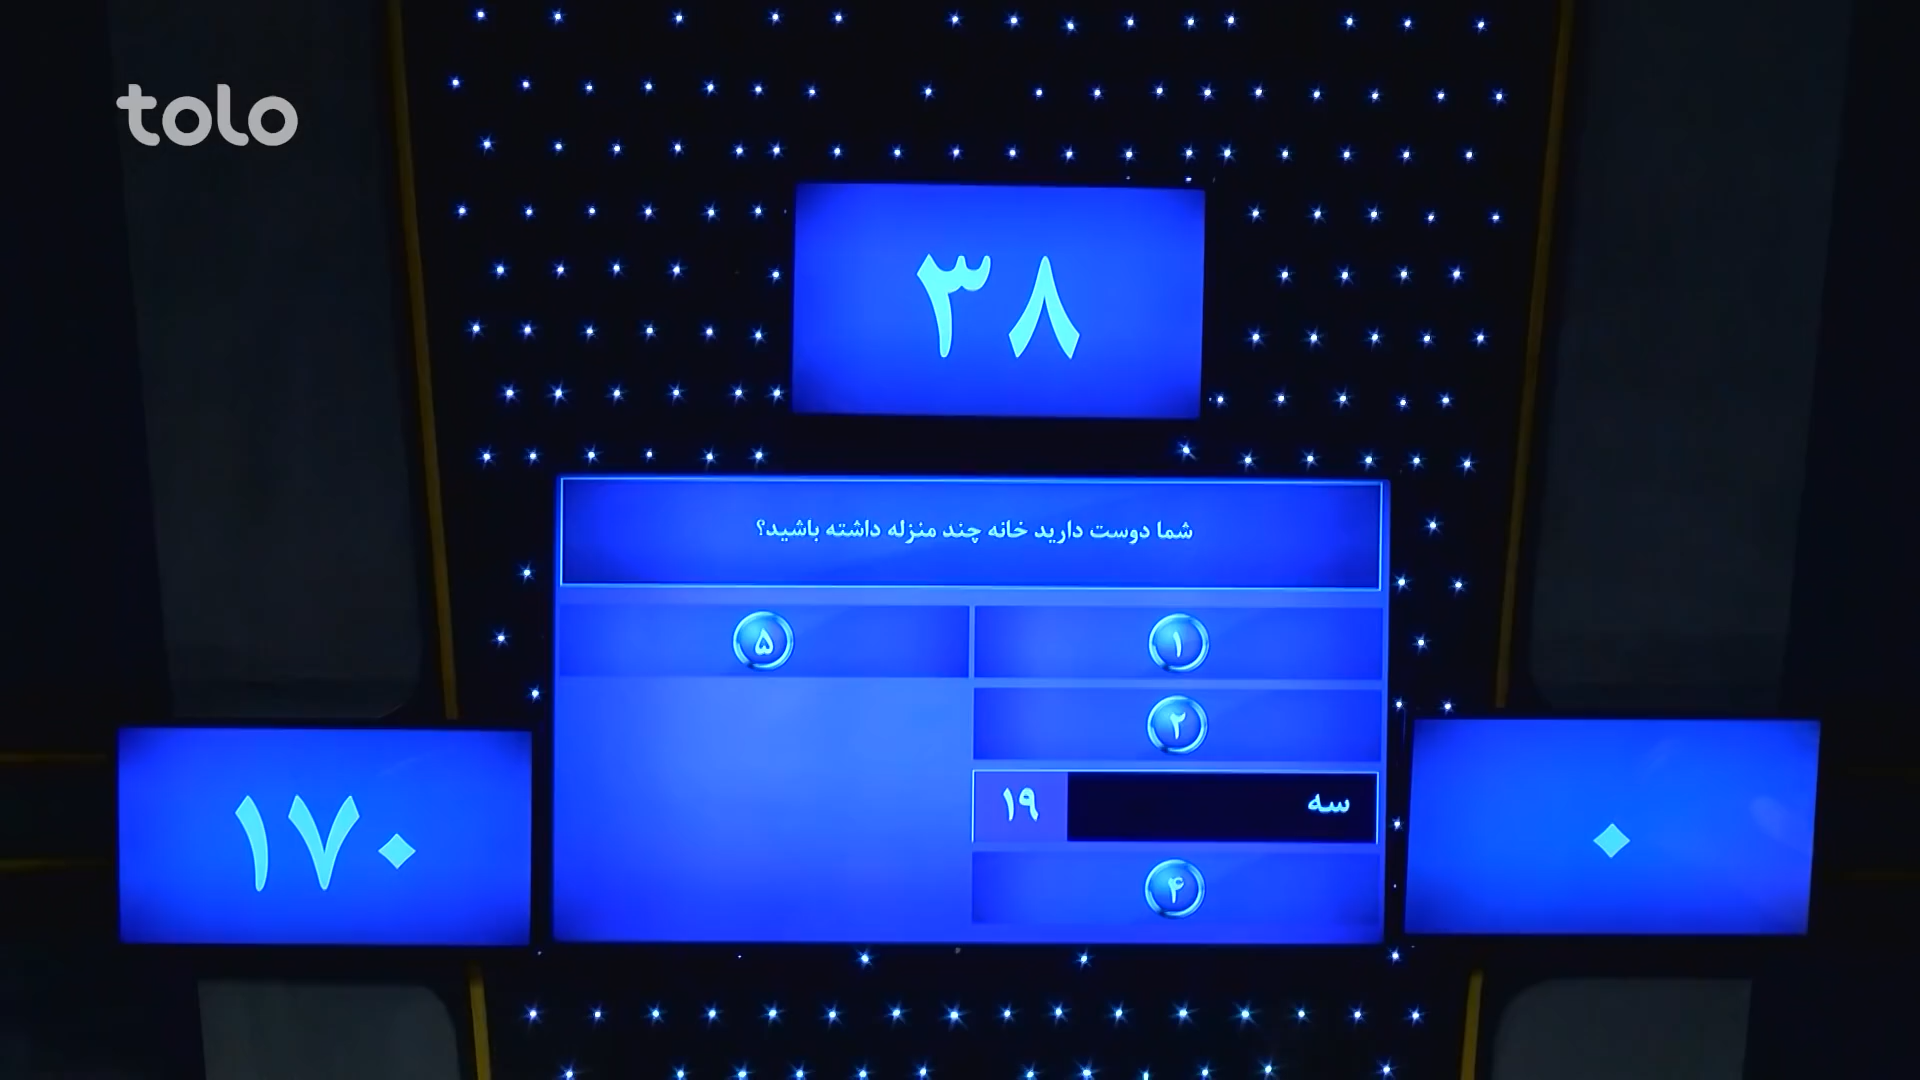 tolo
۳۸
شما دوست دارید خانه چند منزله داشته باشید؟
۱
۵
۲
سه ۱۹
۴
۱۷۰
۰